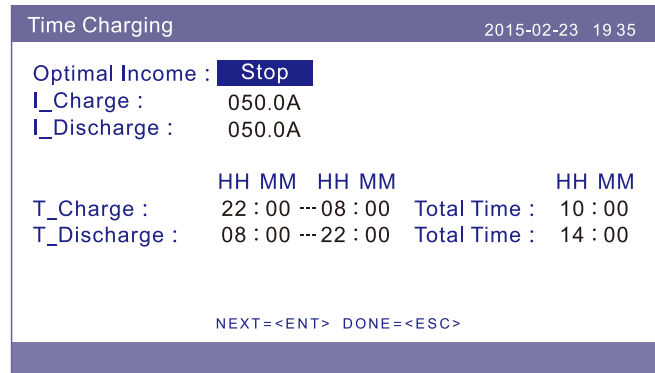 Time Charging 2015-02-23 19 35
Optimal Income : Stop
I_Charge : 050.0A
I_Discharge : 050.0A
HH MM HH MM HH MM
T_Charge : 22 : 00 --- 08 : 00 Total Time : 10 : 00
T_Discharge : 08 : 00 --- 22 : 00 Total Time : 14 : 00
NEXT=<ENT> DONE=<ESC>